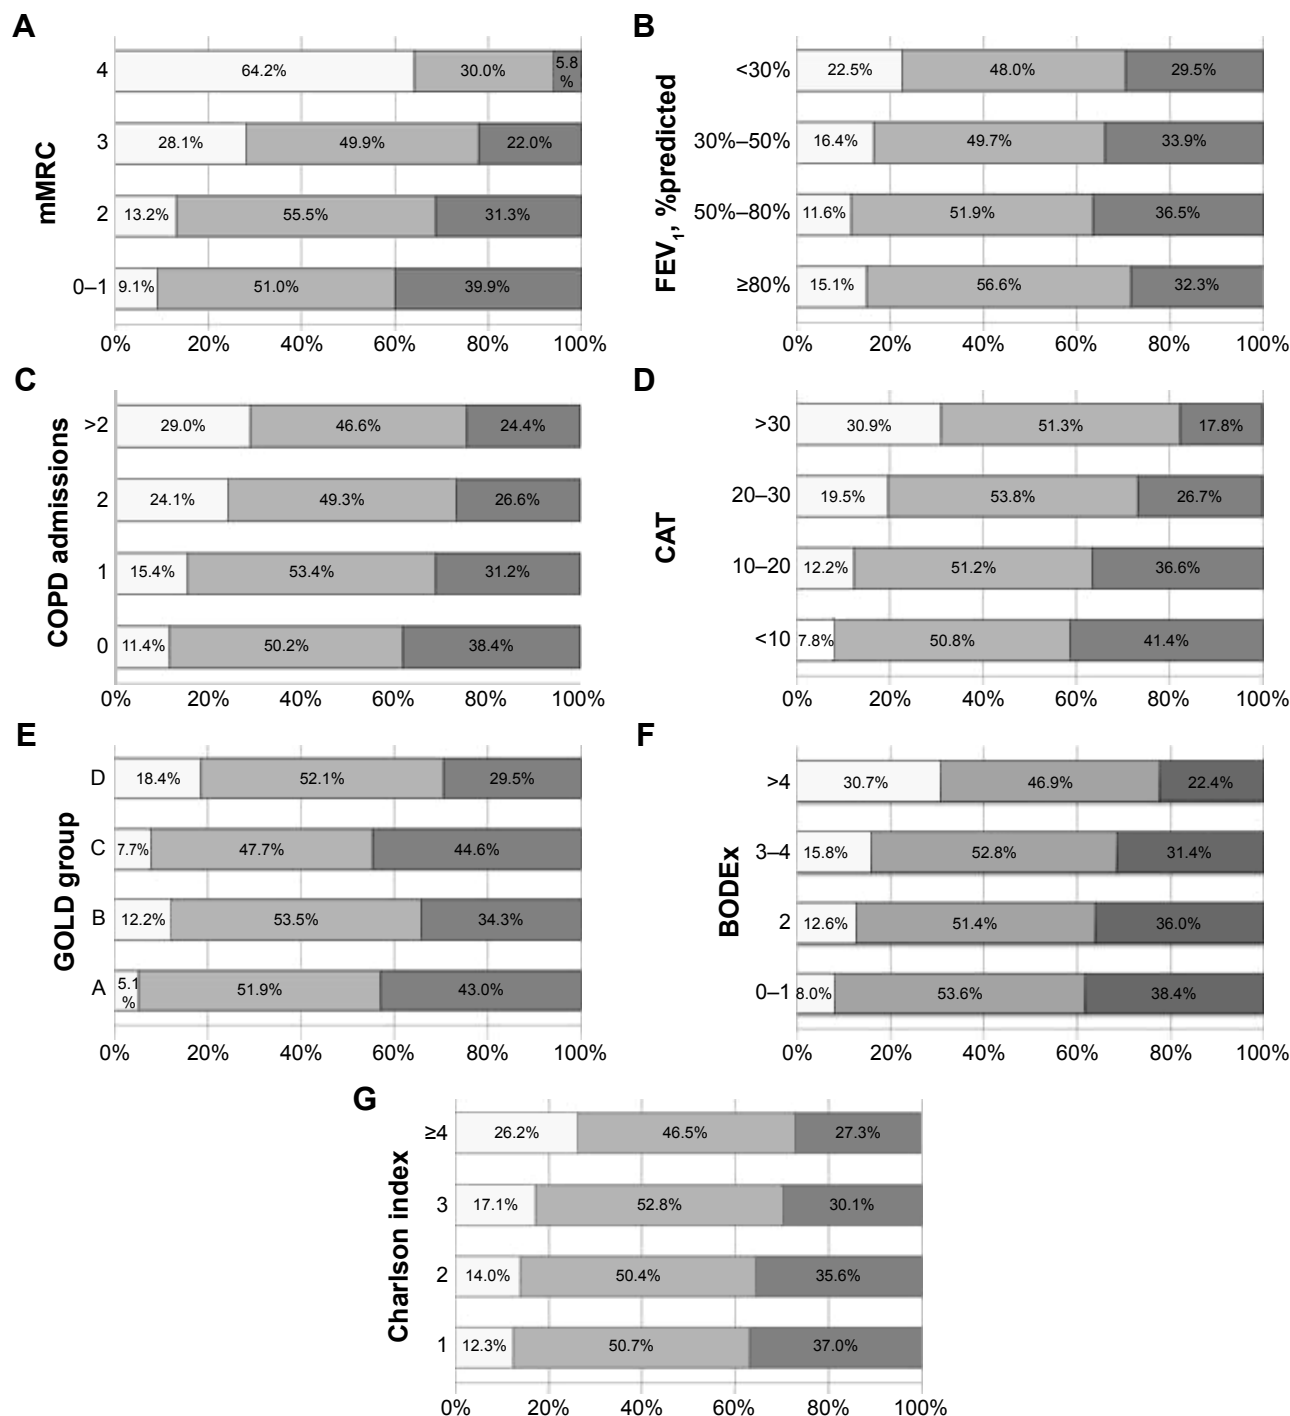 A
mMRC
4 64.2% 30.0% 5.8
%
3 28.1% 49.9% 22.0%
2 13.2% 55.5% 31.3%
0–1 9.1% 51.0% 39.9%
0% 20% 40% 60% 80% 100%
B
FEV1, %predicted
<30% 22.5% 48.0% 29.5%
30%–50% 16.4% 49.7% 33.9%
50%–80% 11.6% 51.9% 36.5%
≥80% 15.1% 56.6% 32.3%
0% 20% 40% 60% 80% 100%
C
COPD admissions
>2 29.0% 46.6% 24.4%
2 24.1% 49.3% 26.6%
1 15.4% 53.4% 31.2%
0 11.4% 50.2% 38.4%
0% 20% 40% 60% 80% 100%
D
CAT
>30 30.9% 51.3% 17.8%
20–30 19.5% 53.8% 26.7%
10–20 12.2% 51.2% 36.6%
<10 7.8% 50.8% 41.4%
0% 20% 40% 60% 80% 100%
E
GOLD group
D 18.4% 52.1% 29.5%
C 7.7% 47.7% 44.6%
B 12.2% 53.5% 34.3%
A 5.1 51.9% 43.0%
%
0% 20% 40% 60% 80% 100%
F
BODEx
>4 30.7% 46.9% 22.4%
3–4 15.8% 52.8% 31.4%
2 12.6% 51.4% 36.0%
0–1 8.0% 53.6% 38.4%
0% 20% 40% 60% 80% 100%
G
Charlson index
≥4 26.2% 46.5% 27.3%
3 17.1% 52.8% 30.1%
2 14.0% 50.4% 35.6%
1 12.3% 50.7% 37.0%
0% 20% 40% 60% 80% 100%